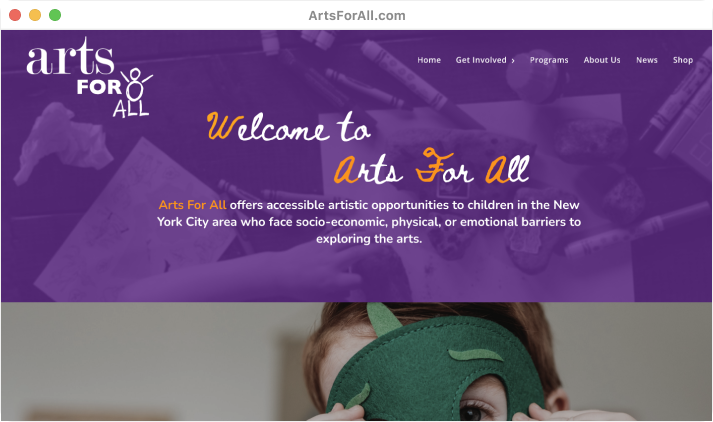 ArtsForAll.com
arts
FOR
ALL
Home Get Involved › Programs About Us News Shop
Welcome to
Arts For All
Arts For All offers accessible artistic opportunities to children in the New
York City area who face socio-economic, physical, or emotional barriers to
exploring the arts.